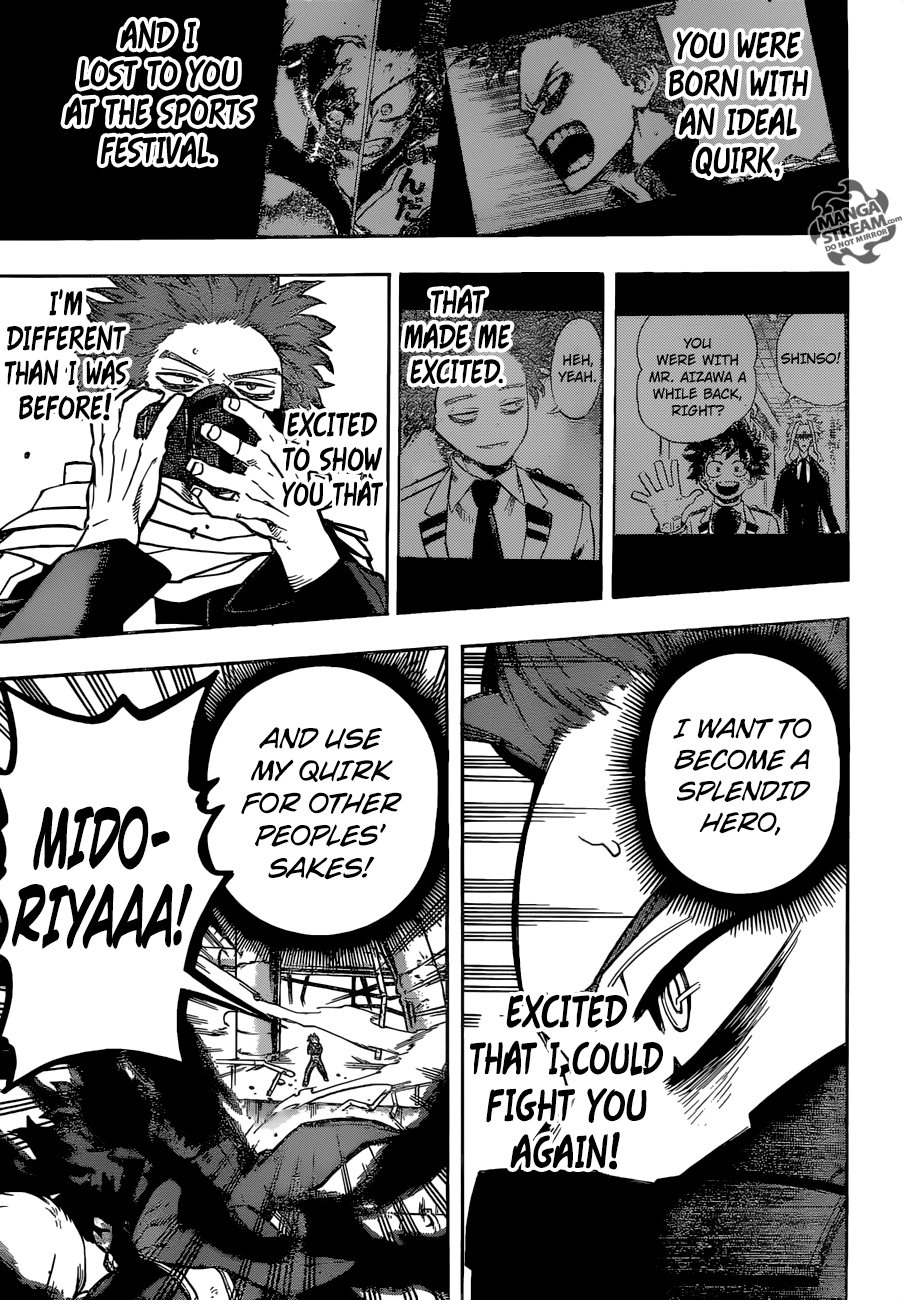 YOU WERE
BORN WITH
AN IDEAL
QUIRK,
AND I
LOST TO YOU
AT THE SPORTS
FESTIVAL.
んだ
MANGA
STREAM.com
DO NOT MIRROR
SHINSO!
YOU
WERE WITH
MR. AIZAWA A
WHILE BACK,
RIGHT?
HEH,
YEAH.
THAT
MADE ME
EXCITED.
EXCITED
TO SHOW
YOU THAT
I'M
DIFFERENT
THAN I WAS
BEFORE!
I WANT TO
BECOME A
SPLENDID
HERO,
EXCITED
THAT I COULD
FIGHT YOU
AGAIN!
AND USE
MY QUIRK
FOR OTHER
PEOPLES'
SAKES!
MIDO-
RIYAAA!